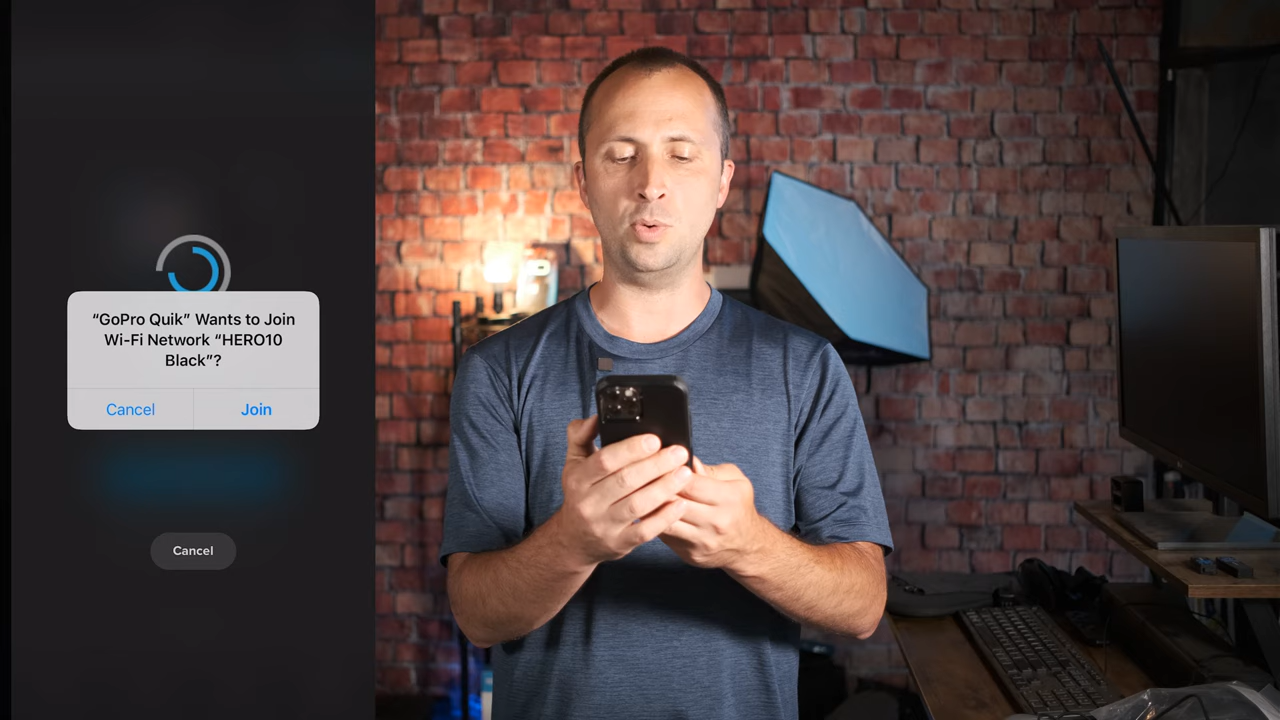 “GoPro Quik” Wants to Join
Wi-Fi Network “HERO10
Black”?
Cancel
Join
Cancel